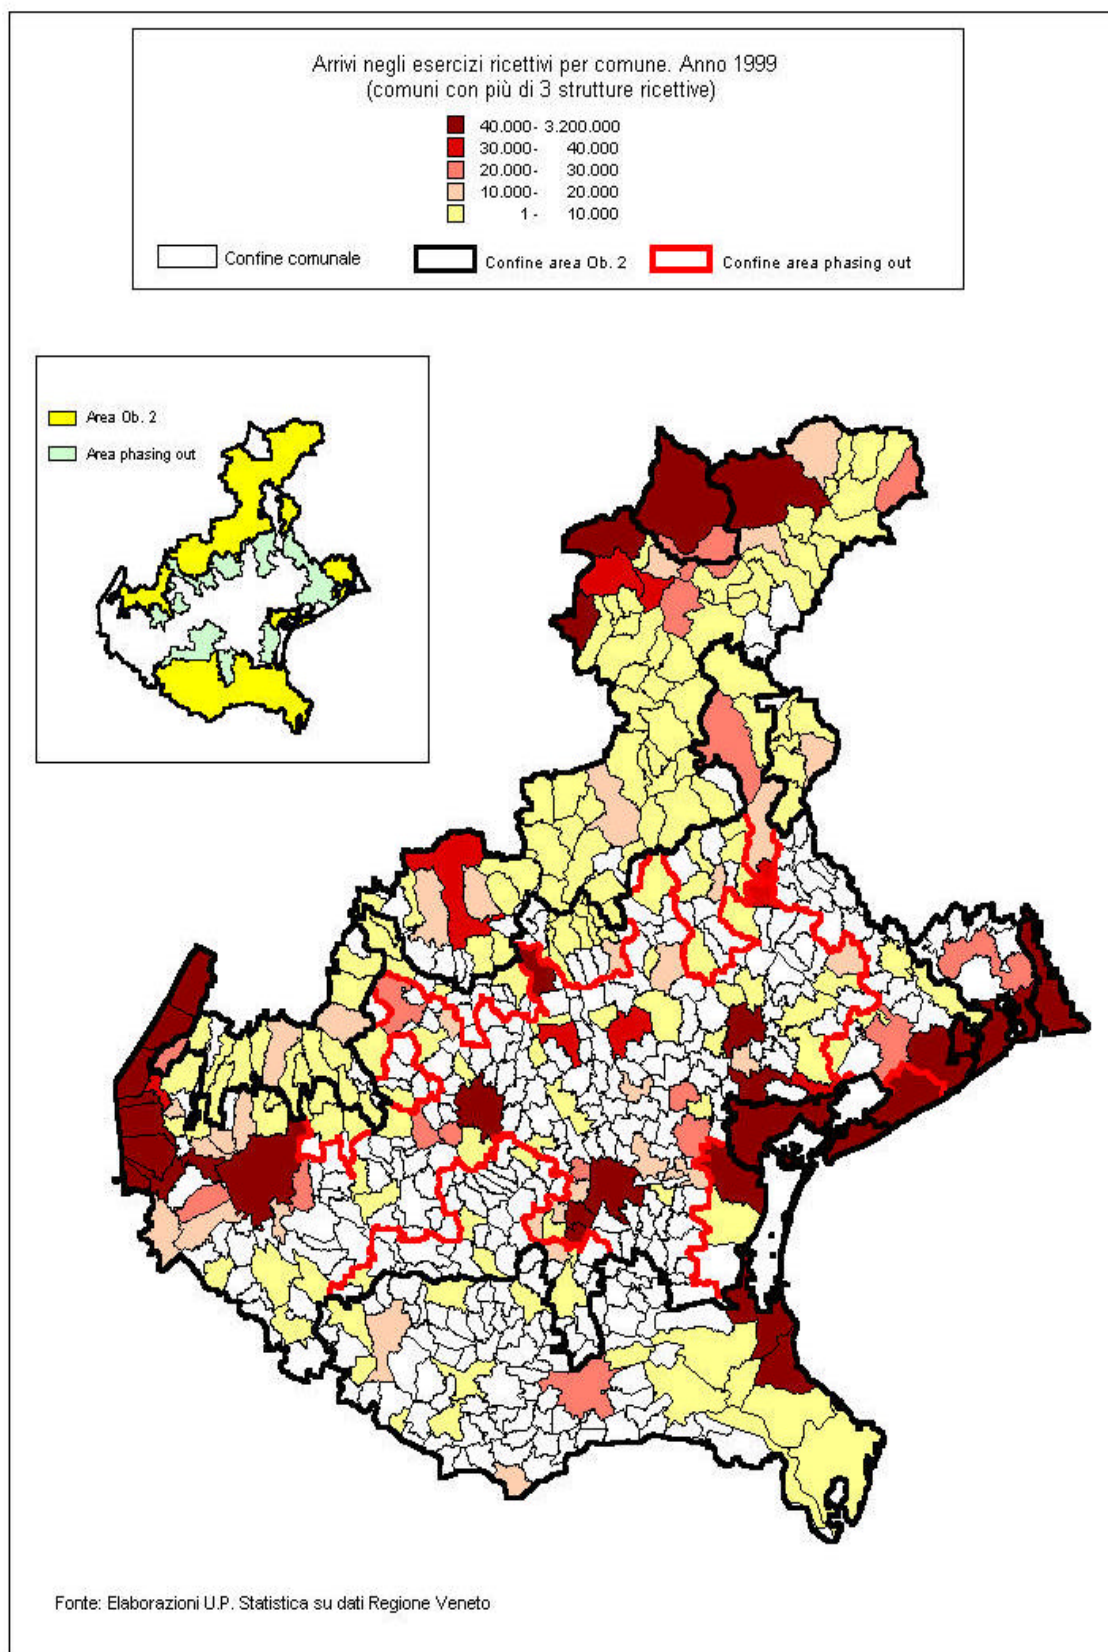 Arrivi negli esercizi ricettivi per comune. Anno 1999
(comuni con più di 3 strutture ricettive)
40.000- 3.200.000
30.000- 40.000
20.000- 30.000
10.000- 20.000
1- 10.000
Confine comunale Confine area Ob. 2 Confine area phasing out
Area Ob. 2
Area phasing out
Fonte: Elaborazioni U.P. Statistica su dati Regione Veneto